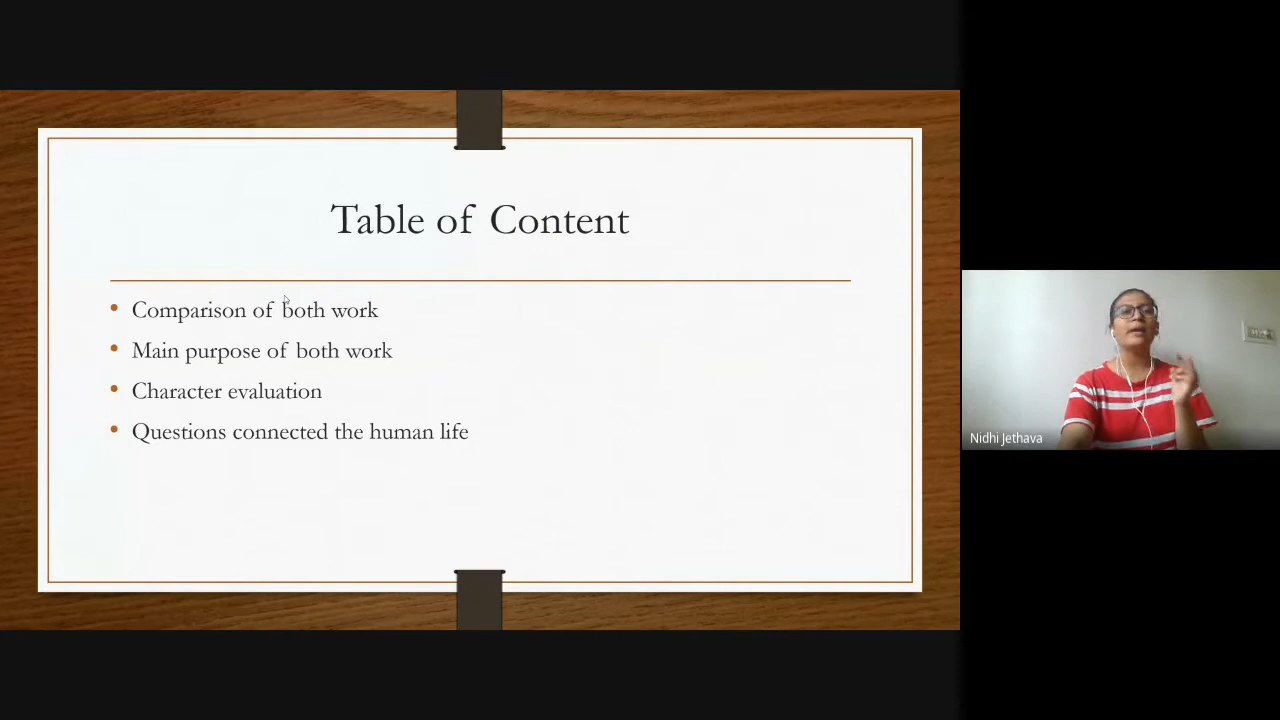 Table of Content
• Comparison of both work
• Main purpose of both work
• Character evaluation
• Questions connected the human life
Nidhi Jethava